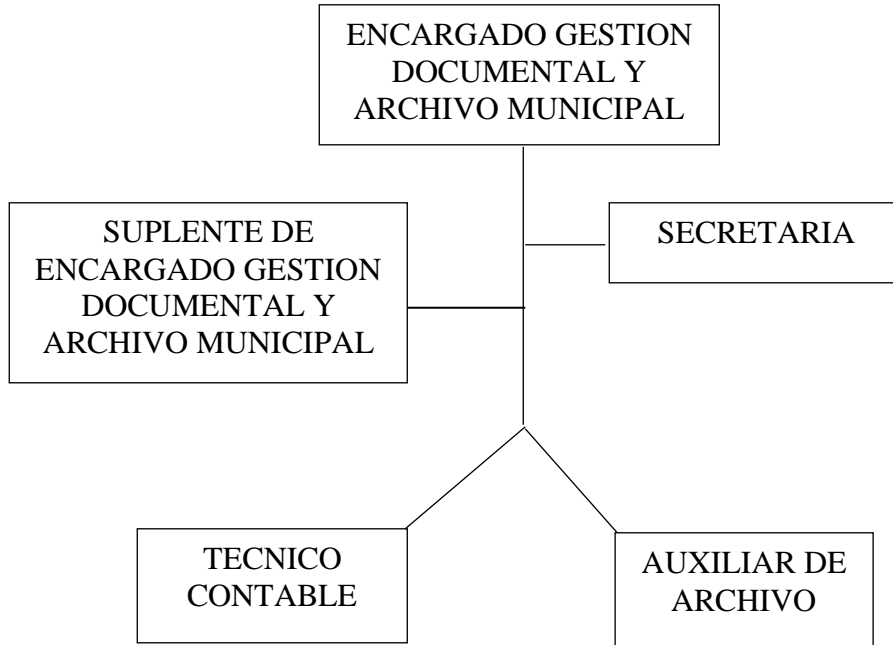 ENCARGADO GESTION
DOCUMENTAL Y
ARCHIVO MUNICIPAL
SUPLENTE DE
ENCARGADO GESTION
DOCUMENTAL Y
ARCHIVO MUNICIPAL
SECRETARIA
TECNICO
CONTABLE
AUXILIAR DE
ARCHIVO